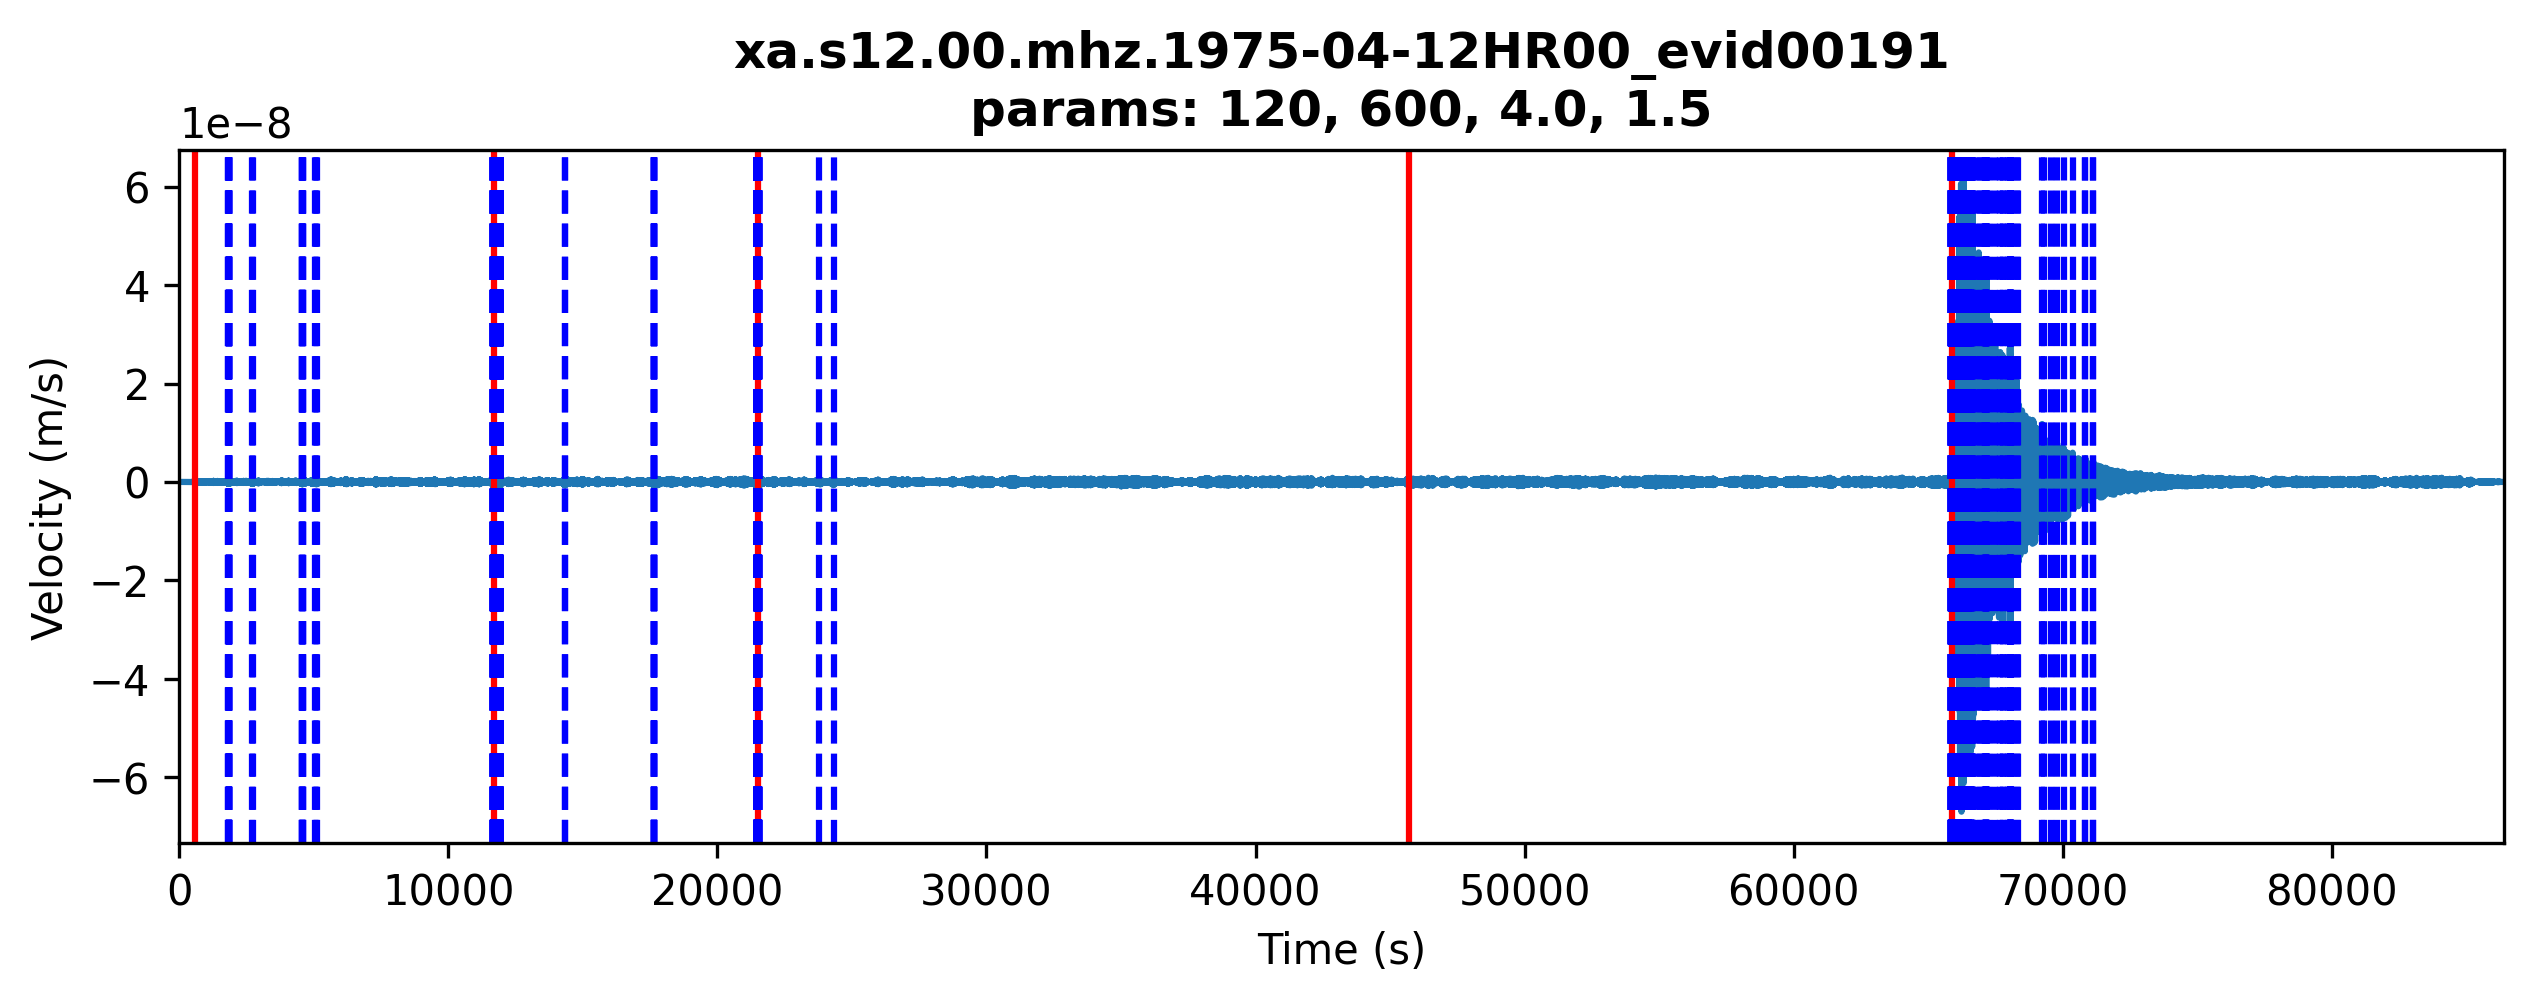 xa.s12.00.mhz.1975-04-12HR00_evid00191
params: 120, 600, 4.0, 1.5
1e−8
6
4
2
0
−2
−4
−6
Velocity (m/s)
0 10000 20000 30000 40000 50000 60000 70000 80000
Time (s)